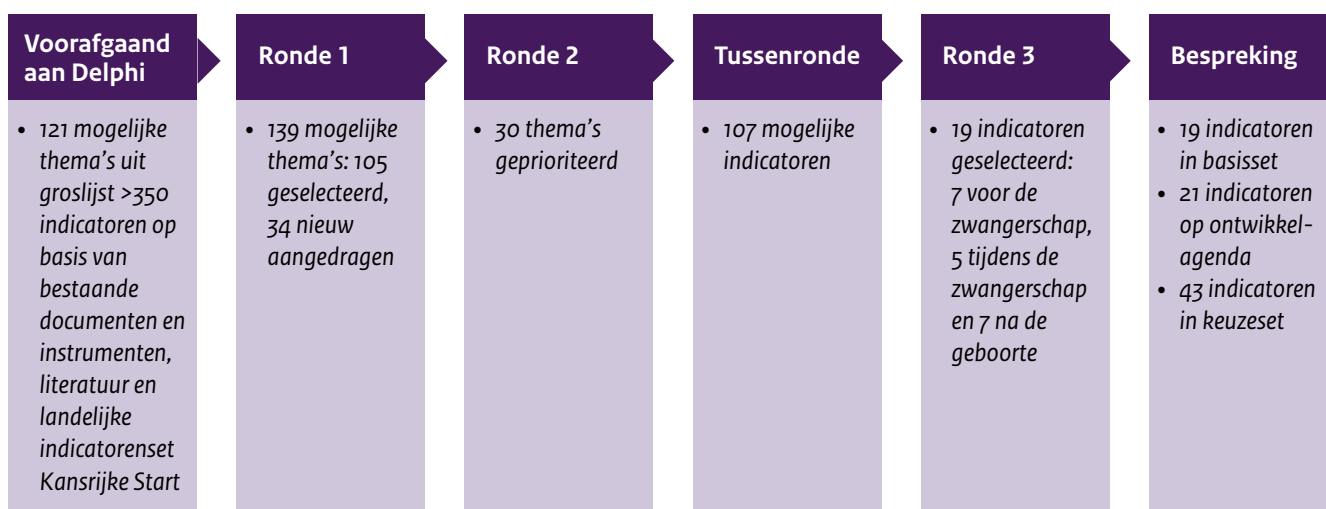 Voorafgaand
aan Delphi
• 121 mogelijke
thema's uit
groslijst >350
indicatoren op
basis van
bestaande
documenten en
instrumenten,
literatuur en
landelijke
indicatorenset
Kansrijke Start
Ronde 1
• 139 mogelijke
thema's: 105
geselecteerd,
34 nieuw
aangedragen
Ronde 2
• 30 thema's
geprioriteerd
Tussenronde
• 107 mogelijke
indicatoren
Ronde 3
• 19 indicatoren
geselecteerd:
7 voor de
zwangerschap,
5 tijdens de
zwangerschap
en 7 na de
geboorte
Bespreking
• 19 indicatoren
in basisset
• 21 indicatoren
op ontwikkel-
agenda
• 43 indicatoren
in keuzeset